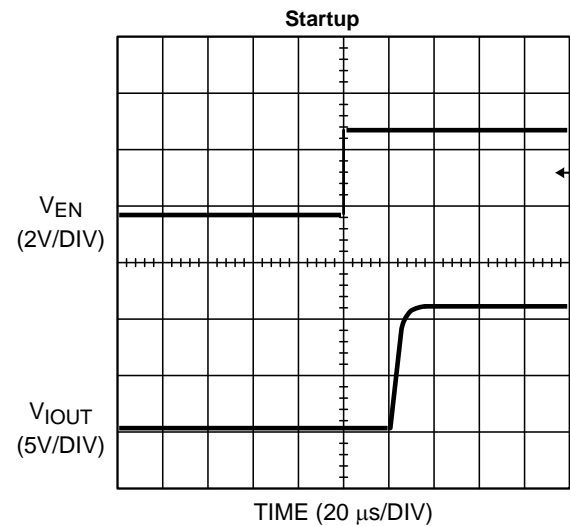 Startup
VEN
(2V/DIV)
VIOUT
(5V/DIV)
TIME (20 μs/DIV)